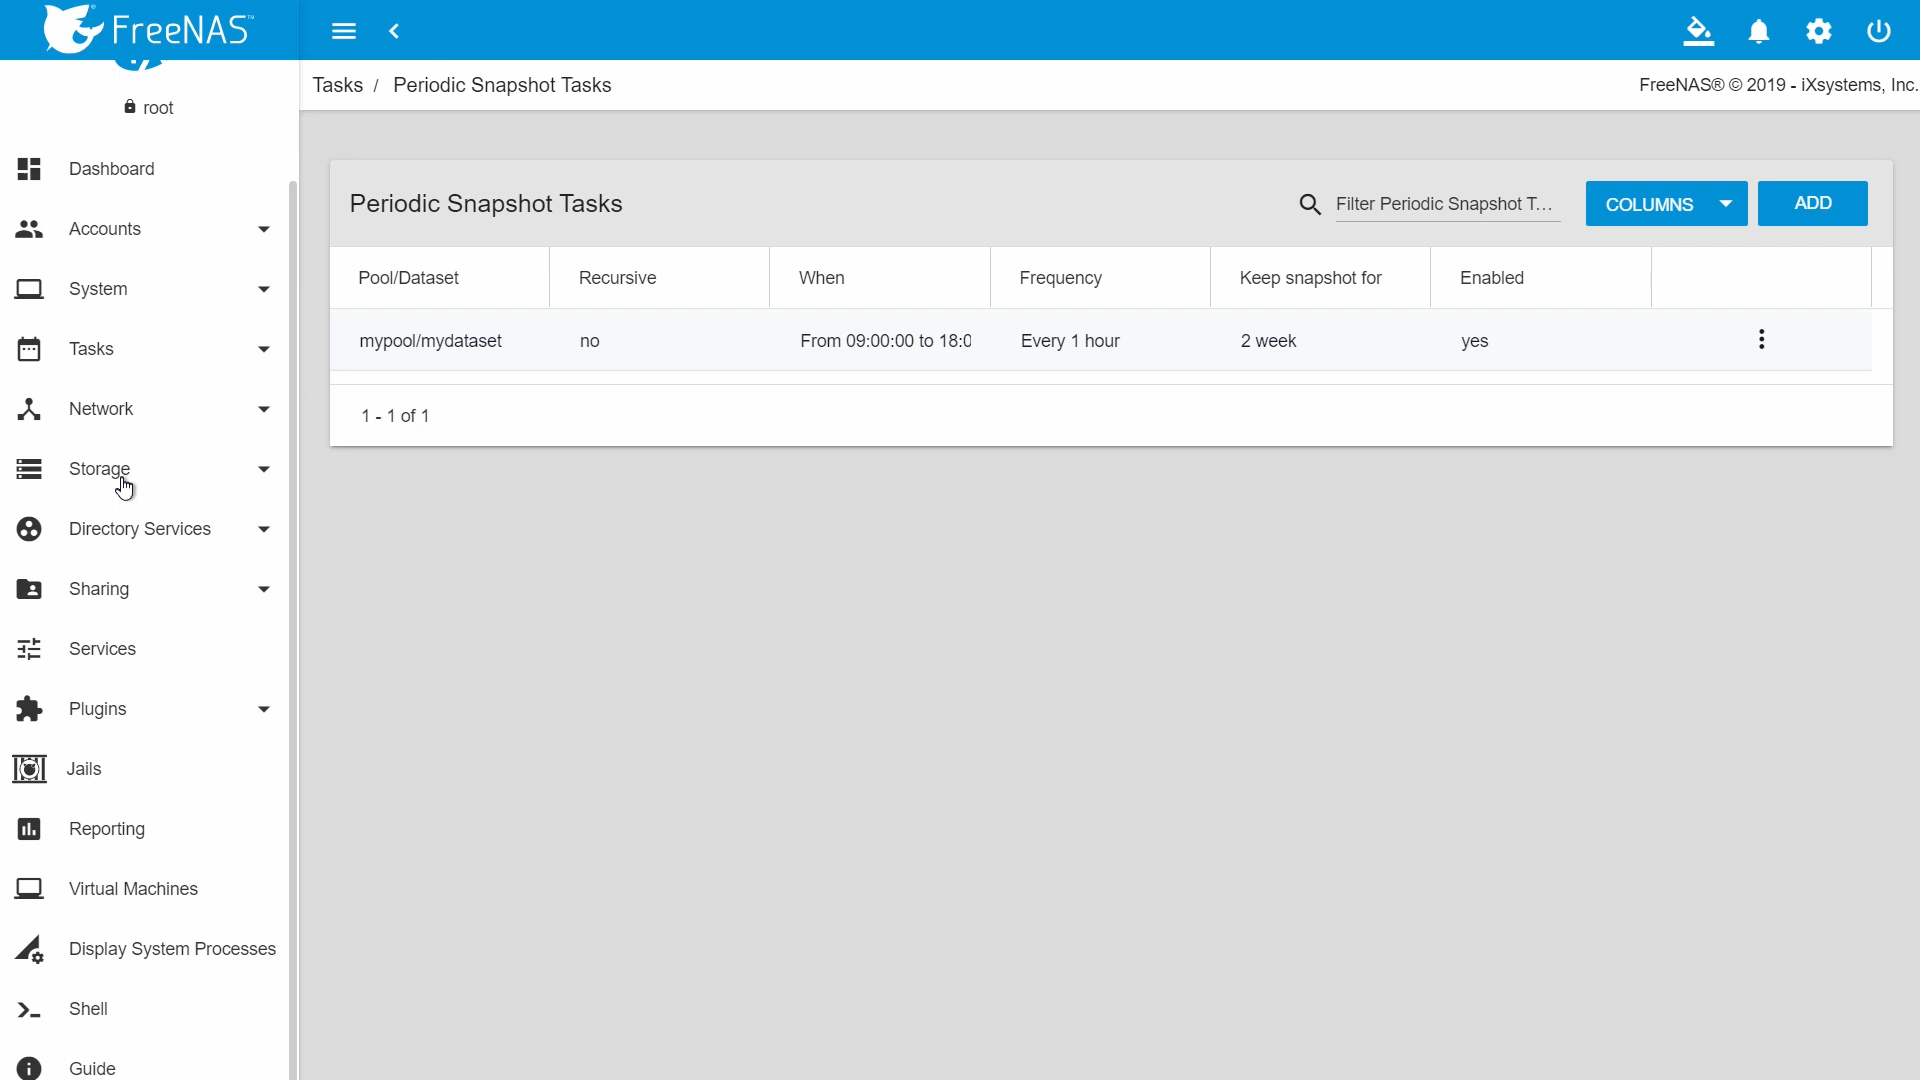 FreeNAS™
Tasks / Periodic Snapshot Tasks
FreeNAS® © 2019 - iXsystems, Inc.
root
Dashboard
Accounts
System
Tasks
Network
Storage
Directory Services
Sharing
Services
Plugins
Jails
Reporting
Virtual Machines
Display System Processes
Shell
Guide
Periodic Snapshot Tasks
Filter Periodic Snapshot T...
COLUMNS
ADD
Pool/Dataset Recursive When Frequency Keep snapshot for Enabled
mypool/mydataset no From 09:00:00 to 18:0 Every 1 hour 2 week yes
1 - 1 of 1